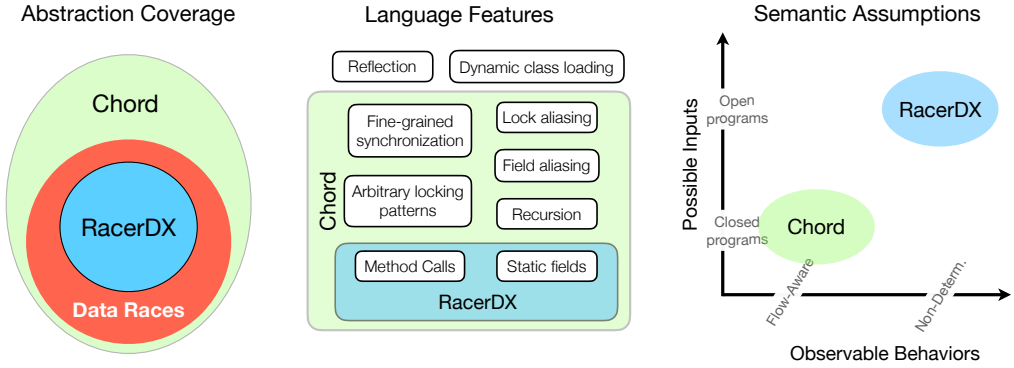 Abstraction Coverage
Chord
RacerDX
Data Races
Language Features
Reflection
Dynamic class loading
Chord
Fine-grained
synchronization
Lock aliasing
Field aliasing
Arbitrary locking
patterns
Recursion
Method Calls
Static fields
RacerDX
Semantic Assumptions
Possible Inputs
Open
programs
RacerDX
Closed
programs
Chord
Flow-Aware
Non-Determ.
Observable Behaviors